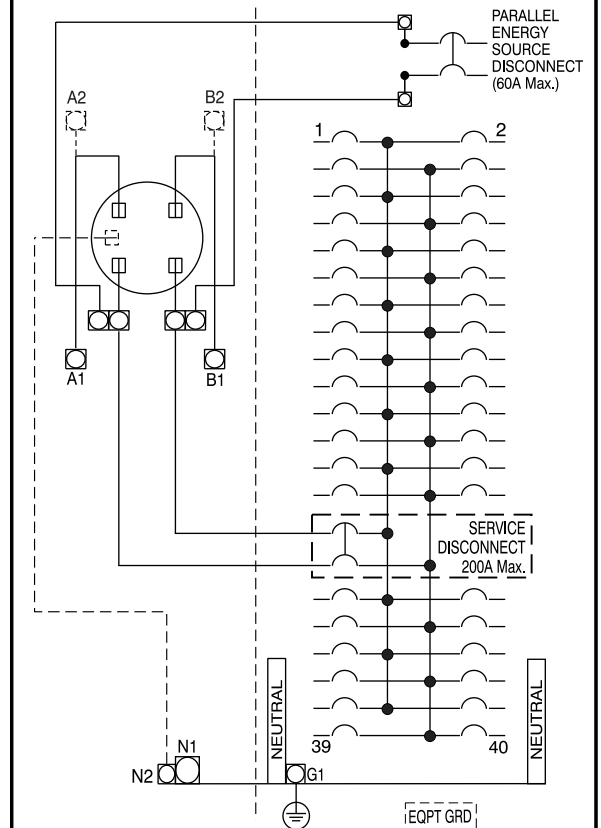 PARALLEL
ENERGY
SOURCE
DISCONNECT
(60A Max.)
A2
B2
1
2
A1
B1
SERVICE
DISCONNECT
200A Max.
NEUTRAL
NEUTRAL
39
40
N1
N2
G1
EQPT GRD